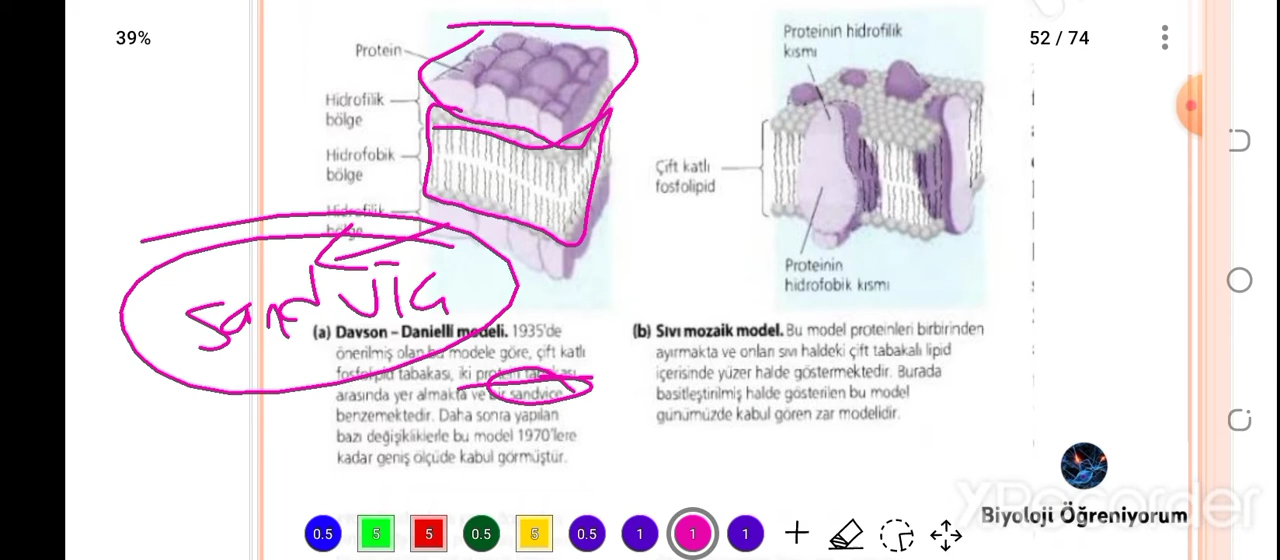 39%
52 / 74
Protein
Hidrofilik
bölge
Hidrofobik
bölge
Hidrofilik
bölge
SandViG
(a) Davson – Danielli modeli. 1935'de
önerilmiş olan bu modele göre, çift katlı
fosfolipid tabakası, iki protein tabakası
arasında yer almakta ve bir sandvice
benzemektedir. Daha sonra yapılan
bazı değişikliklerle bu model 1970'lere
kadar geniş ölçüde kabul görmüştür.
Proteinin hidrofilik
kısmı
Çift katlı
fosfolipid
Proteinin
hidrofobik kısmı
(b) Sıvı mozaik model. Bu model proteinleri birbirinden
ayırmakta ve onları sıvı haldeki çift tabakalı lipid
içerisinde yüzer halde göstermektedir. Burada
basitleştirilmiş halde gösterilen bu model
günümüzde kabul gören zar modelidir.
XRecorder
Biyoloji Öğreniyorum
0.5 5 5 0.5 5 0.5 1 1 1